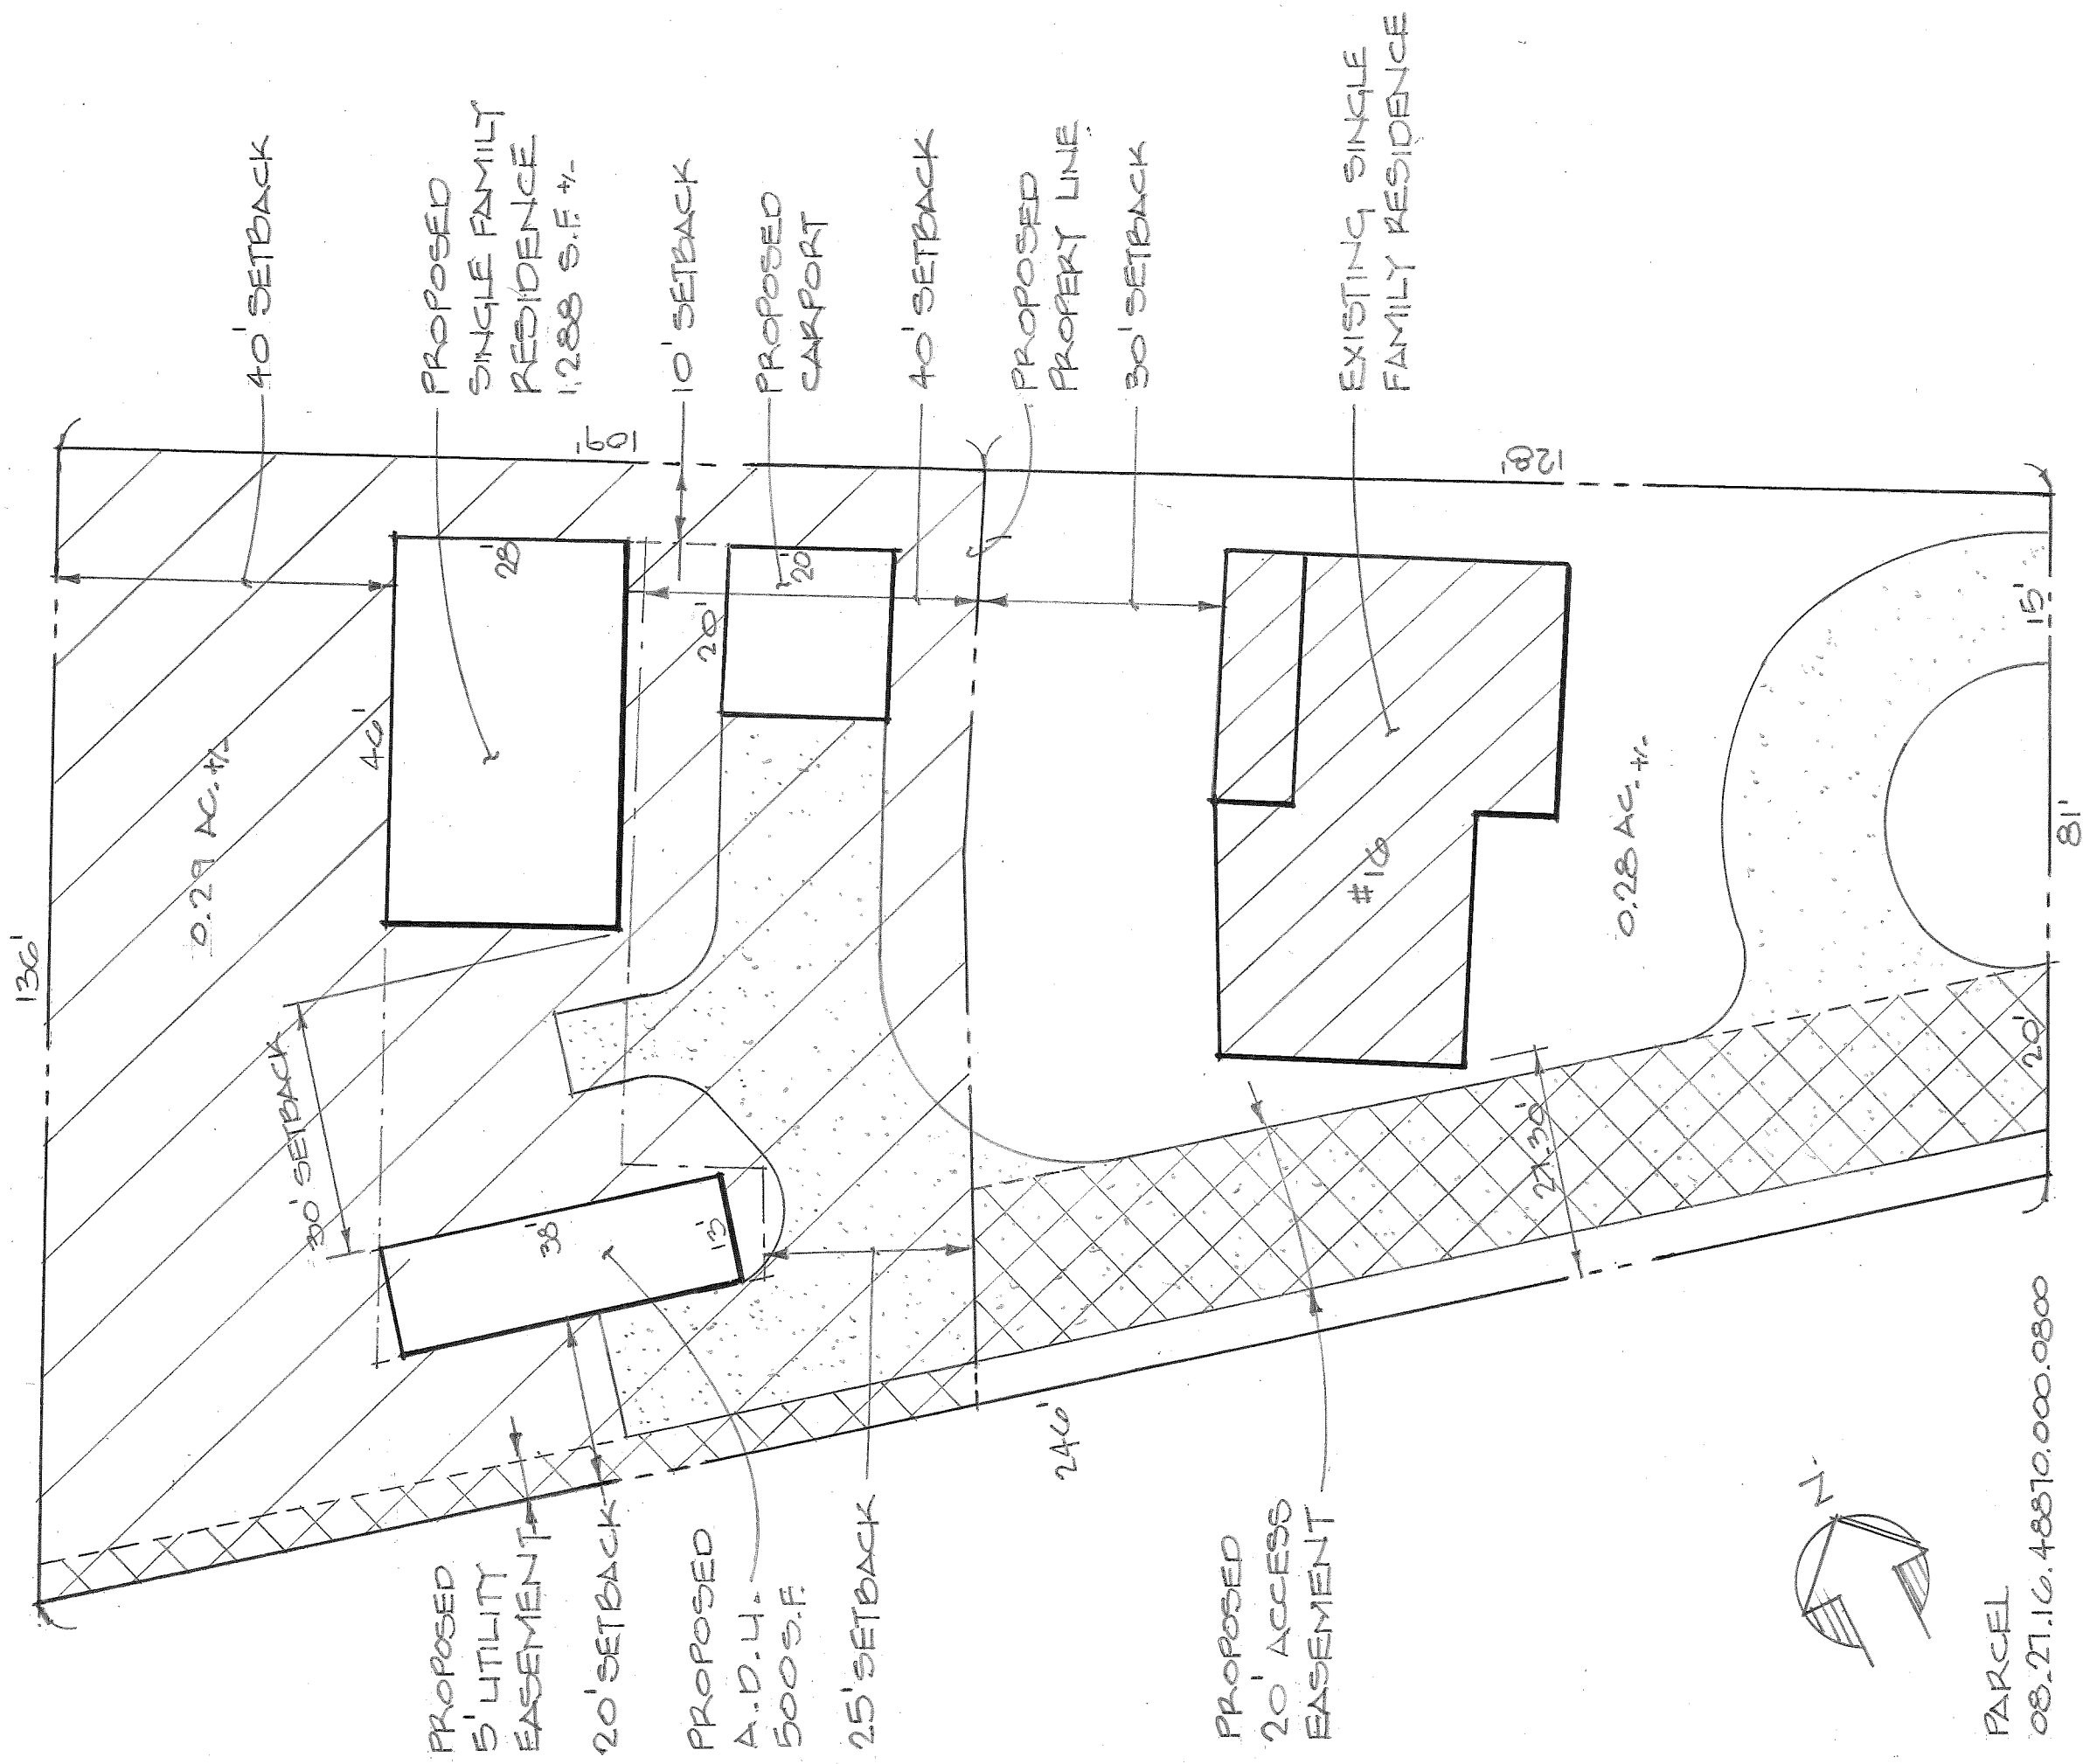 136'
0.29 AC. +/-
40' SETBACK
30' SETBACK
46'
28'
PROPOSED
SINGLE FAMILY
RESIDENCE
1,288 S.F. +/-
PROPOSED
5' UTILITY
EASEMENT
20' SETBACK
38'
13'
10' SETBACK
PROPOSED
A.D.U.
500 S.F.
20'
20'
PROPOSED
CARPORT
25' SETBACK
40' SETBACK
PROPOSED
PROPERTY LINE
246'
30' SETBACK
PROPOSED
20' ACCESS
EASEMENT
EXISTING SINGLE
FAMILY RESIDENCE
#16
27.30'
128'
0.28 AC. +/-
N.
20'
15'
81'
PARCEL
08.27.16.48870.000.0800